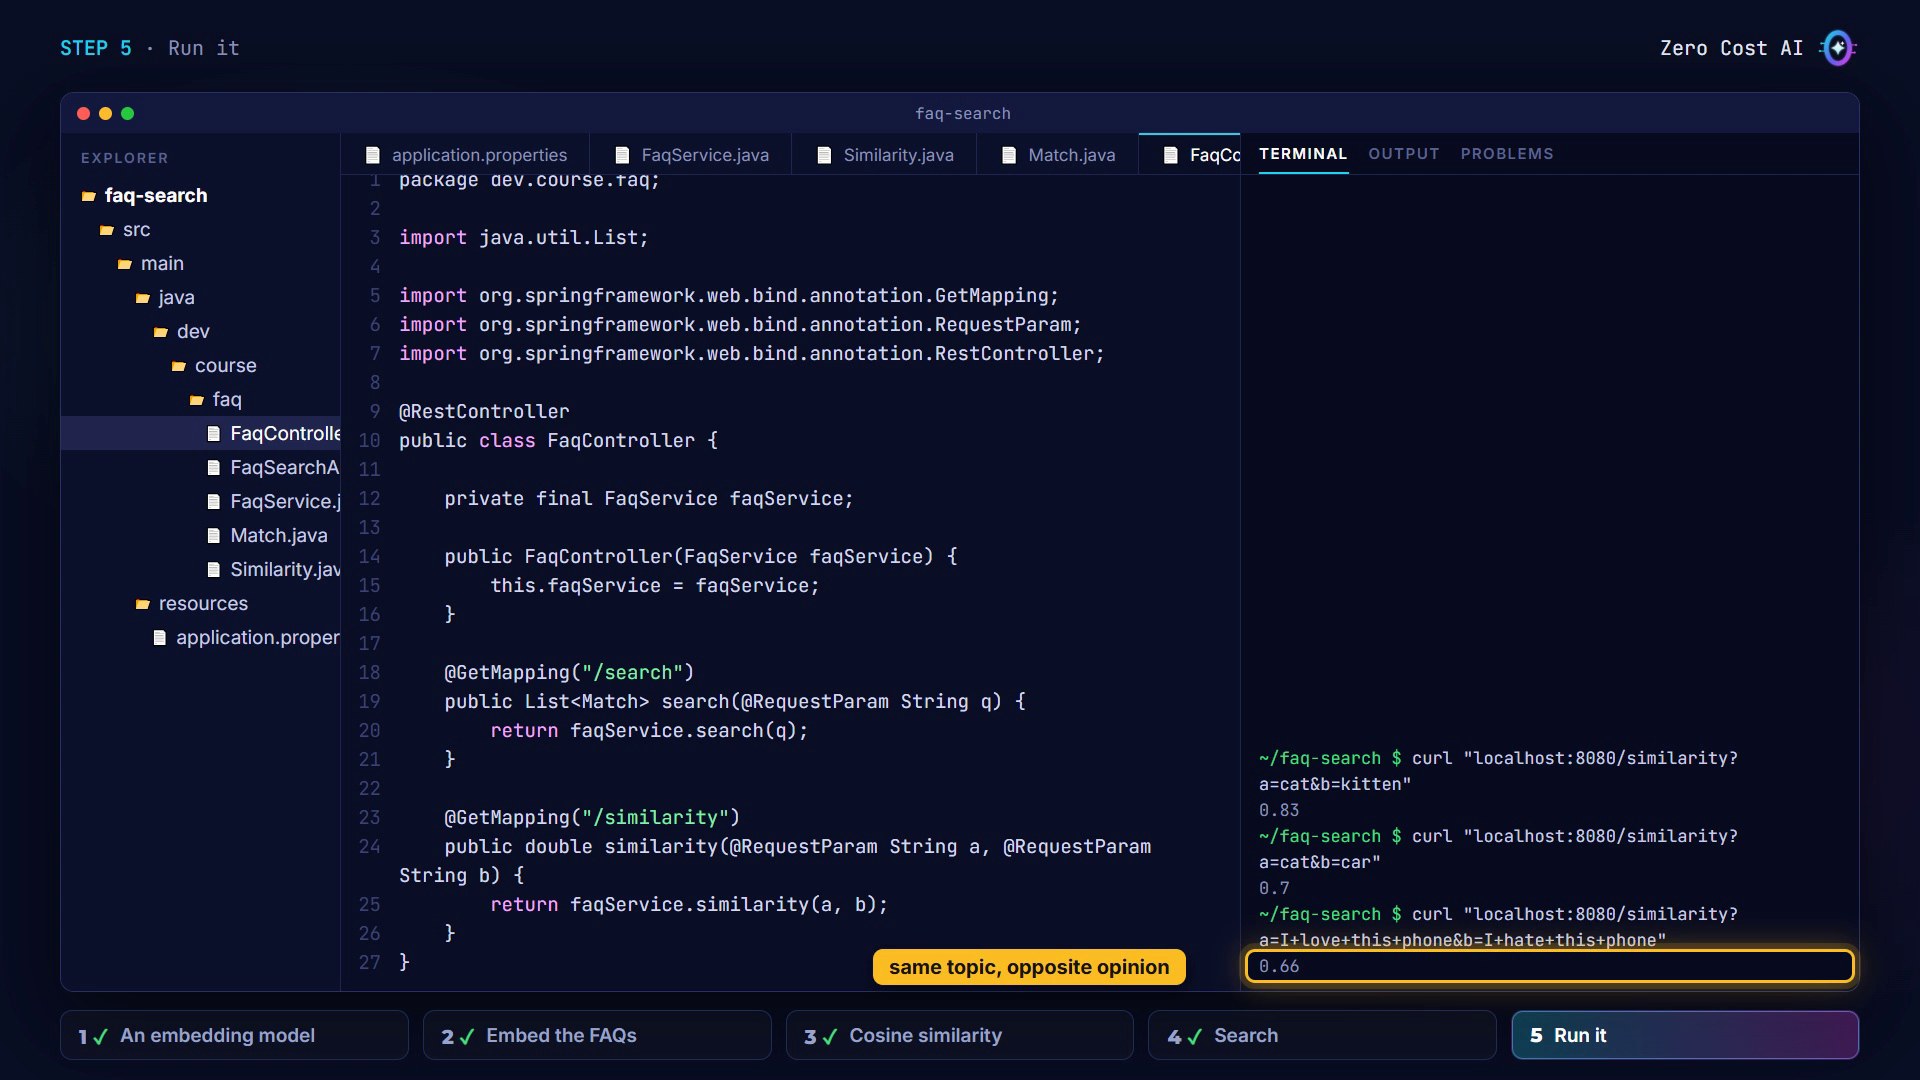 STEP 5 · Run it
Zero Cost AI
faq-search
EXPLORER
faq-search
src
main
java
dev
course
faq
FaqControlle
FaqSearchA
FaqService.j
Match.java
Similarity.jav
resources
application.proper
application.properties
FaqService.java
Similarity.java
Match.java
FaqCo
1 package dev.course.faq;
2
3 import java.util.List;
4
5 import org.springframework.web.bind.annotation.GetMapping;
6 import org.springframework.web.bind.annotation.RequestParam;
7 import org.springframework.web.bind.annotation.RestController;
8
9 @RestController
10 public class FaqController {
11
12     private final FaqService faqService;
13
14     public FaqController(FaqService faqService) {
15         this.faqService = faqService;
16     }
17
18     @GetMapping("/search")
19     public List<Match> search(@RequestParam String q) {
20         return faqService.search(q);
21     }
22
23     @GetMapping("/similarity")
24     public double similarity(@RequestParam String a, @RequestParam
String b) {
25         return faqService.similarity(a, b);
26     }
27 }
same topic, opposite opinion
TERMINAL OUTPUT PROBLEMS
~/faq-search $ curl "localhost:8080/similarity?
a=cat&b=kitten"
0.83
~/faq-search $ curl "localhost:8080/similarity?
a=cat&b=car"
0.7
~/faq-search $ curl "localhost:8080/similarity?
a=I+love+this+phone&b=I+hate+this+phone"
0.66
1 ✓ An embedding model
2 ✓ Embed the FAQs
3 ✓ Cosine similarity
4 ✓ Search
5 Run it